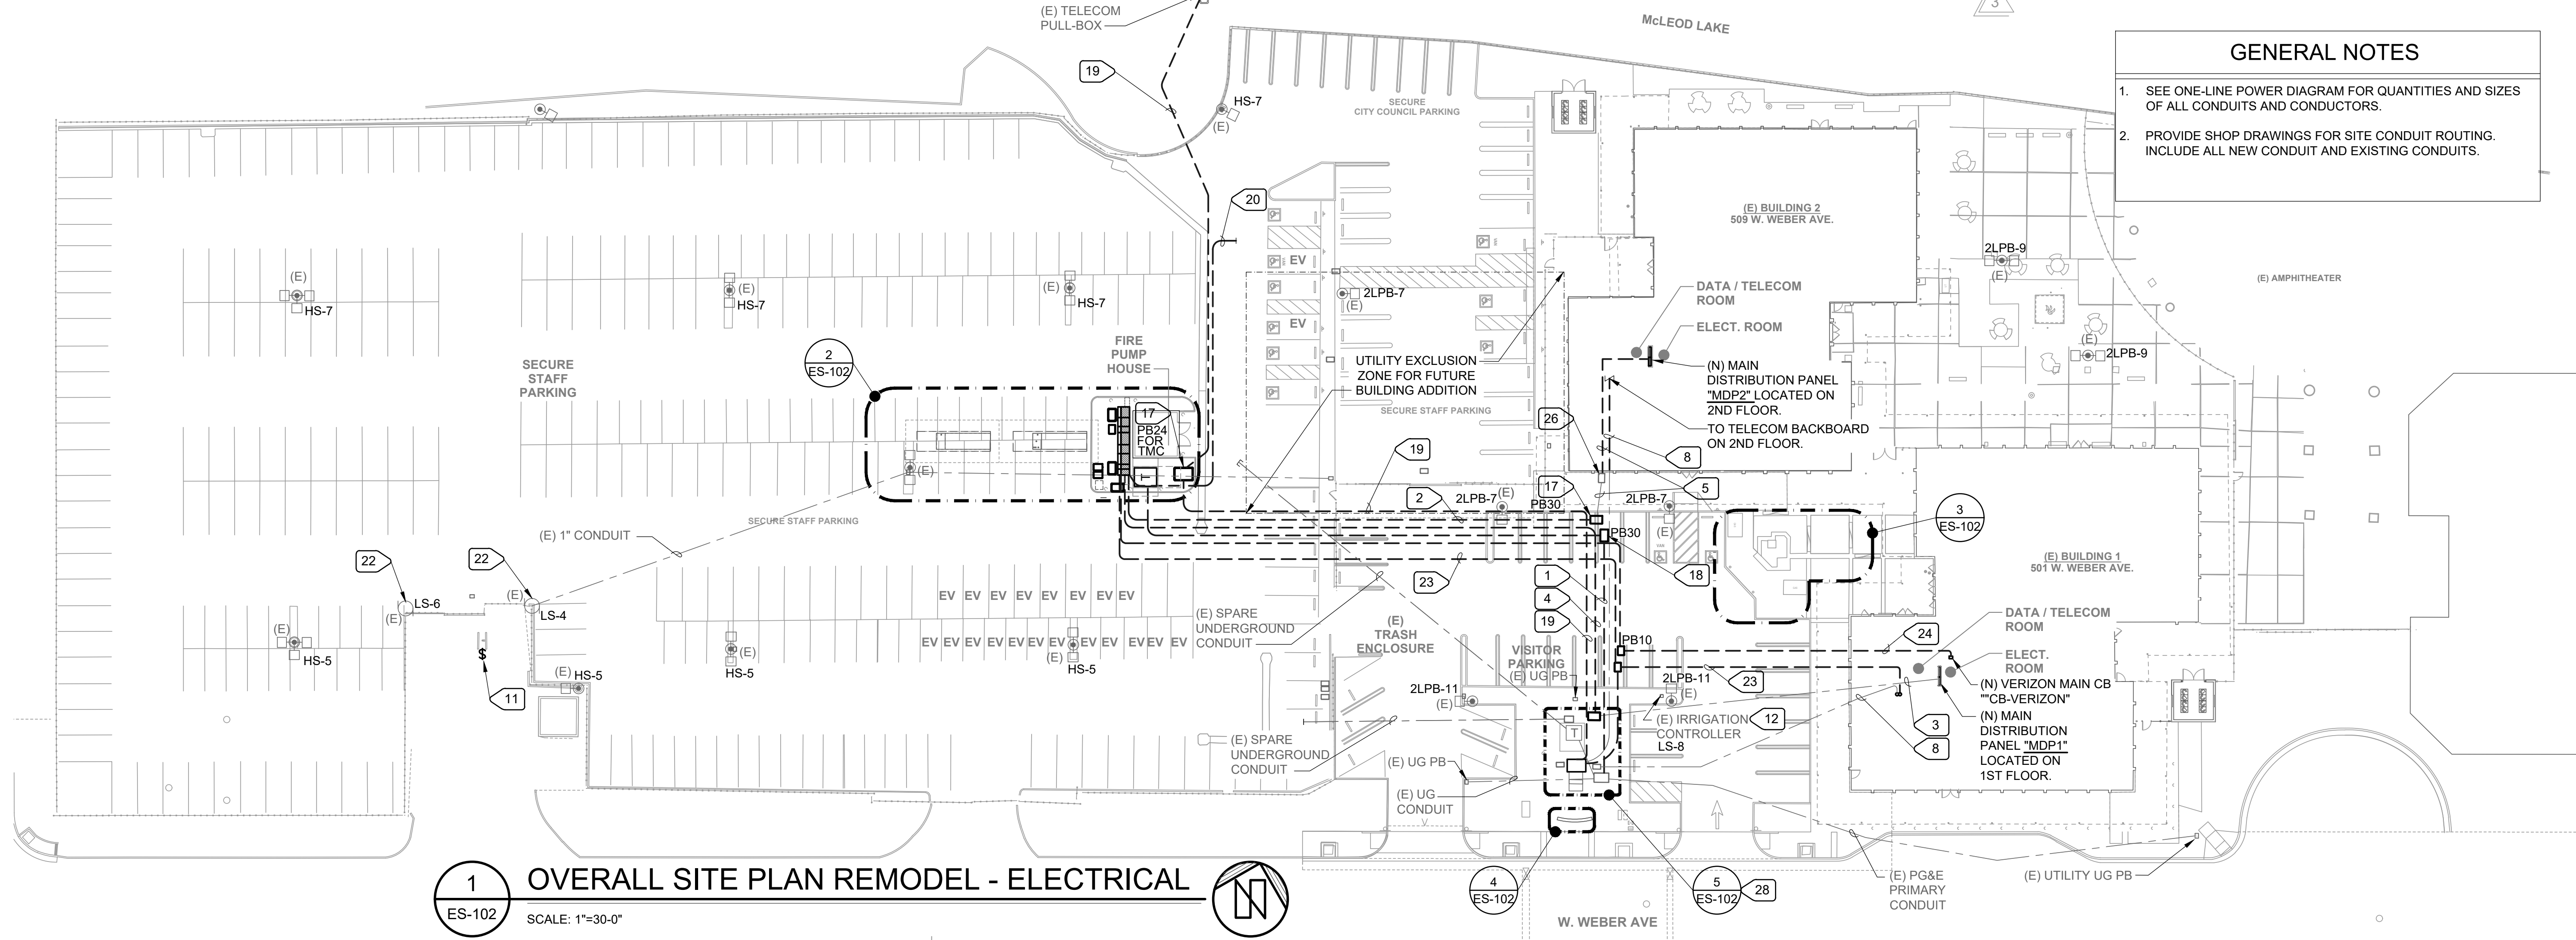 (E) TELECOM
PULL-BOX
McLEOD LAKE
3
GENERAL NOTES
1. SEE ONE-LINE POWER DIAGRAM FOR QUANTITIES AND SIZES
OF ALL CONDUITS AND CONDUCTORS.
2. PROVIDE SHOP DRAWINGS FOR SITE CONDUIT ROUTING.
INCLUDE ALL NEW CONDUIT AND EXISTING CONDUITS.
19
HS-7
(E)
SECURE
CITY COUNCIL PARKING
20
(E) BUILDING 2
509 W. WEBER AVE.
2LPB-9
(E)
(E) AMPHITHEATER
(E)
HS-7
(E)
HS-7
(E)
HS-7
EV
2LPB-7
(E)
EV
DATA / TELECOM
ROOM
ELECT. ROOM
(E)
2LPB-9
SECURE
STAFF
PARKING
2
ES-102
FIRE
PUMP
HOUSE
UTILITY EXCLUSION
ZONE FOR FUTURE
BUILDING ADDITION
SECURE STAFF PARKING
(N) MAIN
DISTRIBUTION PANEL
"MDP2" LOCATED ON
2ND FLOOR.
TO TELECOM BACKBOARD
ON 2ND FLOOR.
17
PB24
FOR
TMC
T
(E)
26
8
19
5
17
2
2LPB-7
(E)
PB30
2LPB-7
(E)
PB30
VAN
3
ES-102
SECURE STAFF PARKING
(E) 1" CONDUIT
22
22
LS-6
(E)
(E)
LS-4
23
18
1
4
19
(E) BUILDING 1
501 W. WEBER AVE.
EV EV EV EV EV EV EV EV
EV EV EV EV EV EV EV EV EV EV EV EV
(E) SPARE
UNDERGROUND
CONDUIT
(E)
TRASH
ENCLOSURE
VISITOR
PARKING
(E) UG PB
PB10
24
DATA / TELECOM
ROOM
ELECT.
ROOM
(E)
HS-5
$
11
(E)
HS-5
(E)
HS-5
(E)
HS-5
2LPB-11
(E)
2LPB-11
(E)
23
(N) VERIZON MAIN CB
""CB-VERIZON"
(N) MAIN
DISTRIBUTION
PANEL "MDP1"
LOCATED ON
1ST FLOOR.
3
8
(E) IRRIGATION
CONTROLLER
LS-8
12
T
(E) SPARE
UNDERGROUND
CONDUIT
(E) UG PB
(E) UG
CONDUIT
4
ES-102
5
ES-102
28
(E) PG&E
PRIMARY
CONDUIT
(E) UTILITY UG PB
W. WEBER AVE
1
ES-102
OVERALL SITE PLAN REMODEL - ELECTRICAL
SCALE: 1"=30-0"
N